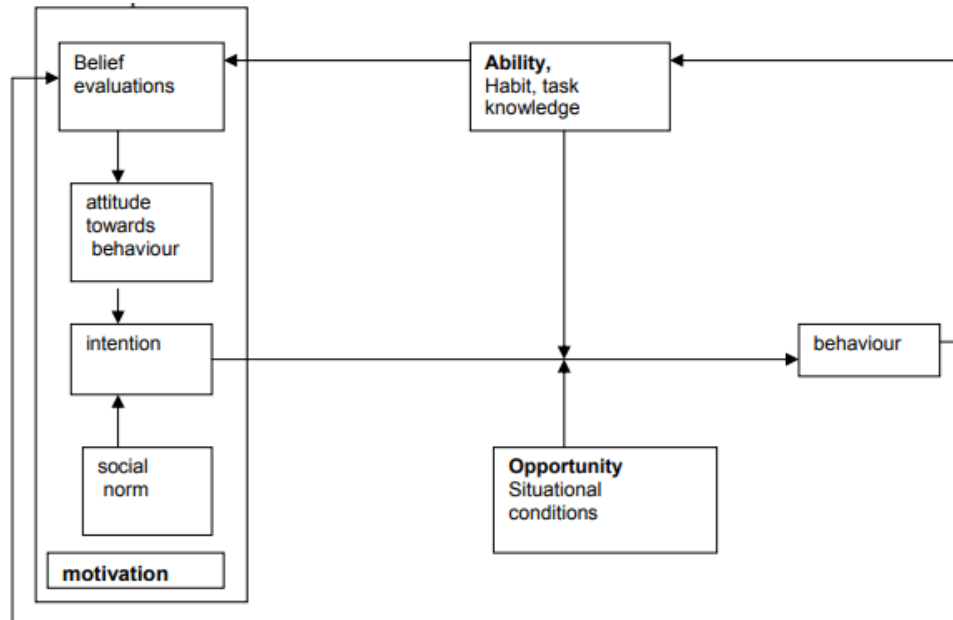 Belief
evaluations
Ability,
Habit, task
knowledge
attitude
towards
behaviour
intention
behaviour
social
norm
Opportunity
Situational
conditions
motivation